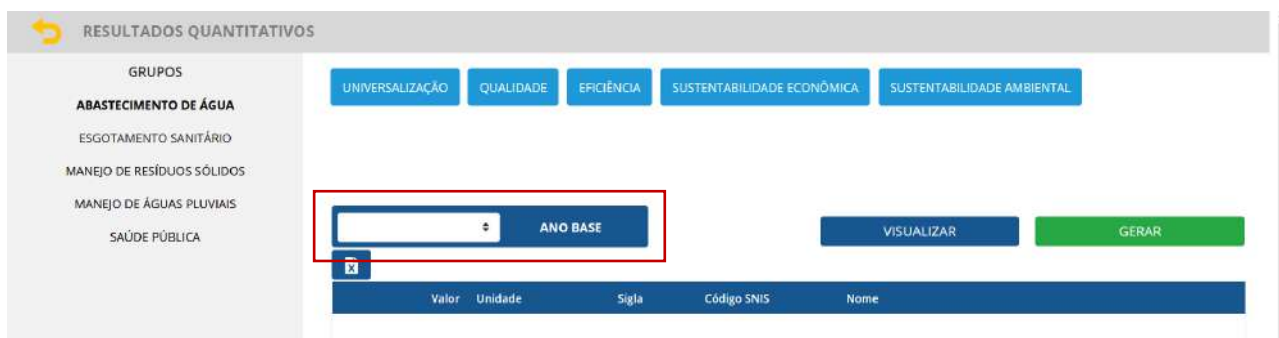 RESULTADOS QUANTITATIVOS
GRUPOS
ABASTECIMENTO DE ÁGUA
ESGOTAMENTO SANITÁRIO
MANEJO DE RESÍDUOS SÓLIDOS
MANEJO DE ÁGUAS PLUVIAIS
SAÚDE PÚBLICA
UNIVERSALIZAÇÃO QUALIDADE EFICIÊNCIA SUSTENTABILIDADE ECONÔMICA SUSTENTABILIDADE AMBIENTAL
ANO BASE VISUALIZAR GERAR
Valor Unidade Sigla Código SNIS Nome